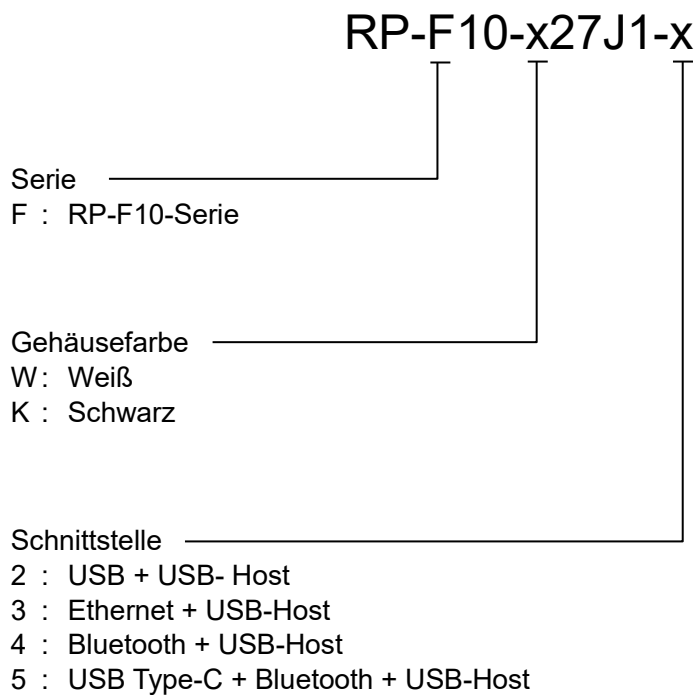 RP-F10-x27J1-x
Serie
F : RP-F10-Serie
Gehäusefarbe
W: Weiß
K : Schwarz
Schnittstelle
2 : USB + USB- Host
3 : Ethernet + USB-Host
4 : Bluetooth + USB-Host
5 : USB Type-C + Bluetooth + USB-Host